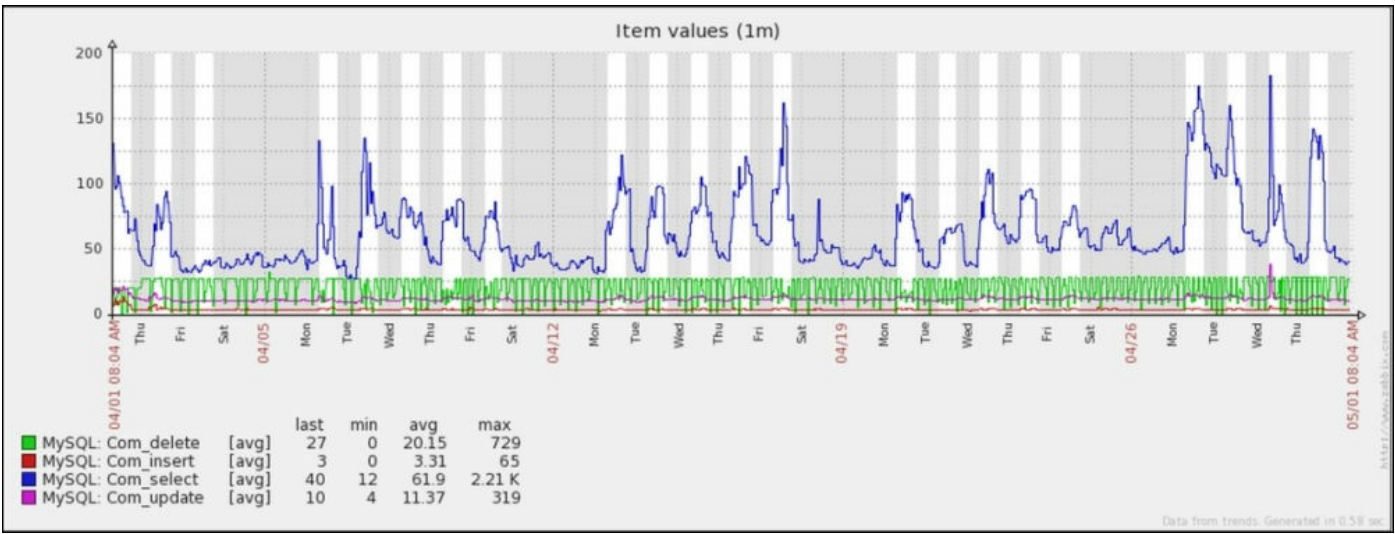 Item values (1m)
200
150
100
50
0
04/01 08:04 AM
Thu
Fri
Sat
04/05
Mon
Tue
Wed
Thu
Fri
Sat
04/12
Mon
Tue
Wed
Thu
Fri
Sat
04/19
Mon
Tue
Wed
Thu
Fri
Sat
04/26
Mon
Tue
Wed
Thu
05/01 08:04 AM
http://www.zabbix.com
last min avg max
MySQL: Com_delete [avg] 27 0 20.15 729
MySQL: Com_insert [avg] 3 0 3.31 65
MySQL: Com_select [avg] 40 12 61.9 2.21 K
MySQL: Com_update [avg] 10 4 11.37 319
Data from trends. Generated in 0.58 sec.